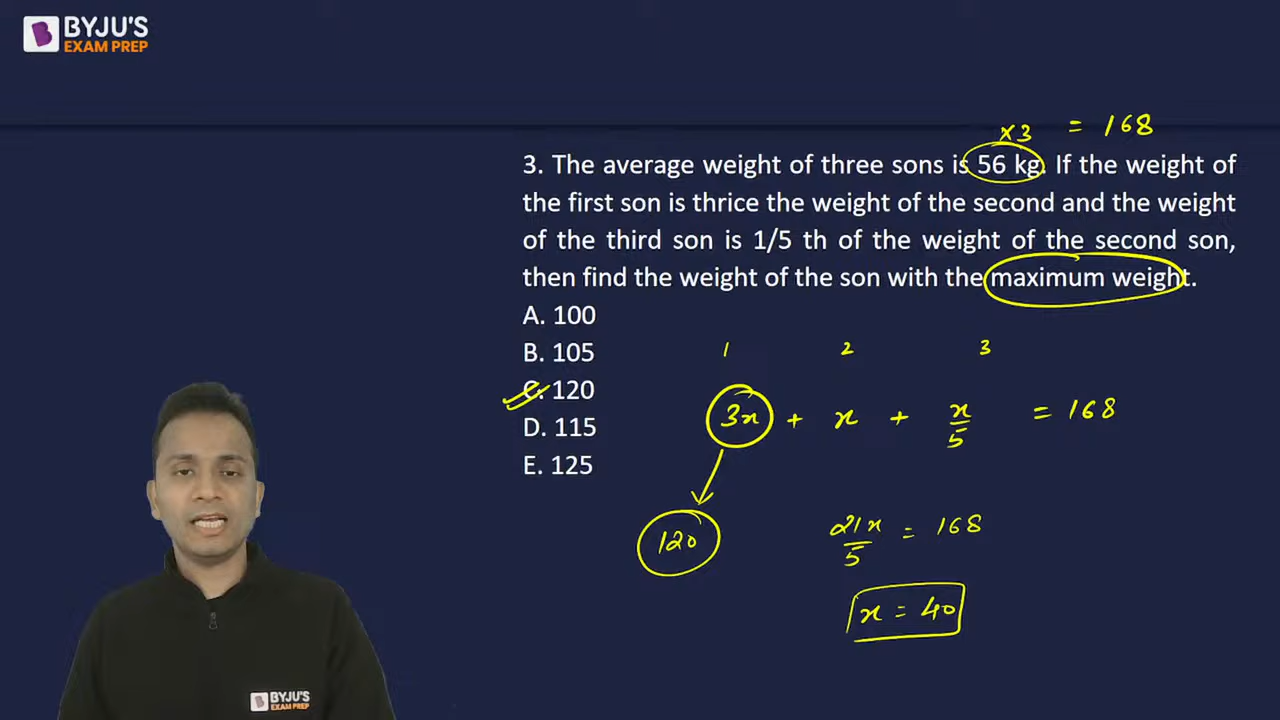 BYJU'S
EXAM PREP
×3 = 168
3. The average weight of three sons is 56 kg. If the weight of
the first son is thrice the weight of the second and the weight
of the third son is 1/5 th of the weight of the second son,
then find the weight of the son with the maximum weight.
A. 100
B. 105
C. 120
D. 115
E. 125
1 2 3
3x + x + x/5 = 168
120
21x/5 = 168
x = 40
BYJU'S
EXAM PREP